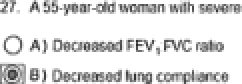 27. A 55-year-old woman with severe
A) Decreased FEV₁ FVC ratio
B) Decreased lung compliance